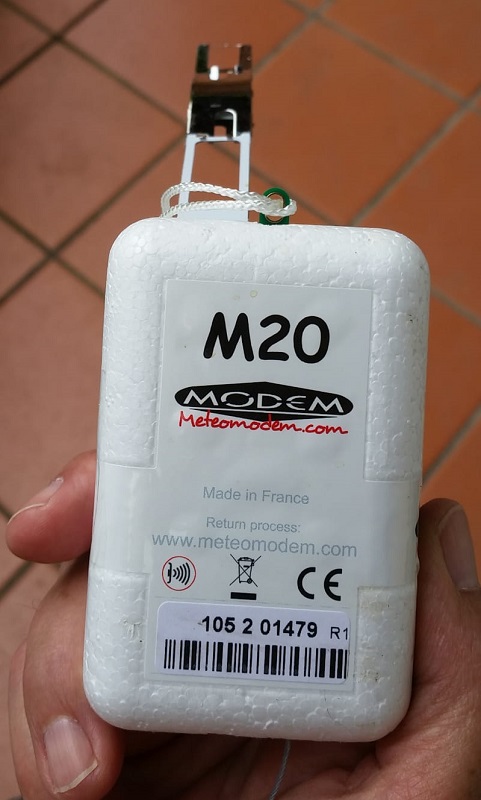 M20
MODEM
Meteomodem.com
Made in France
Return process:
www.meteomodem.com
CE
105 2 01479 R1